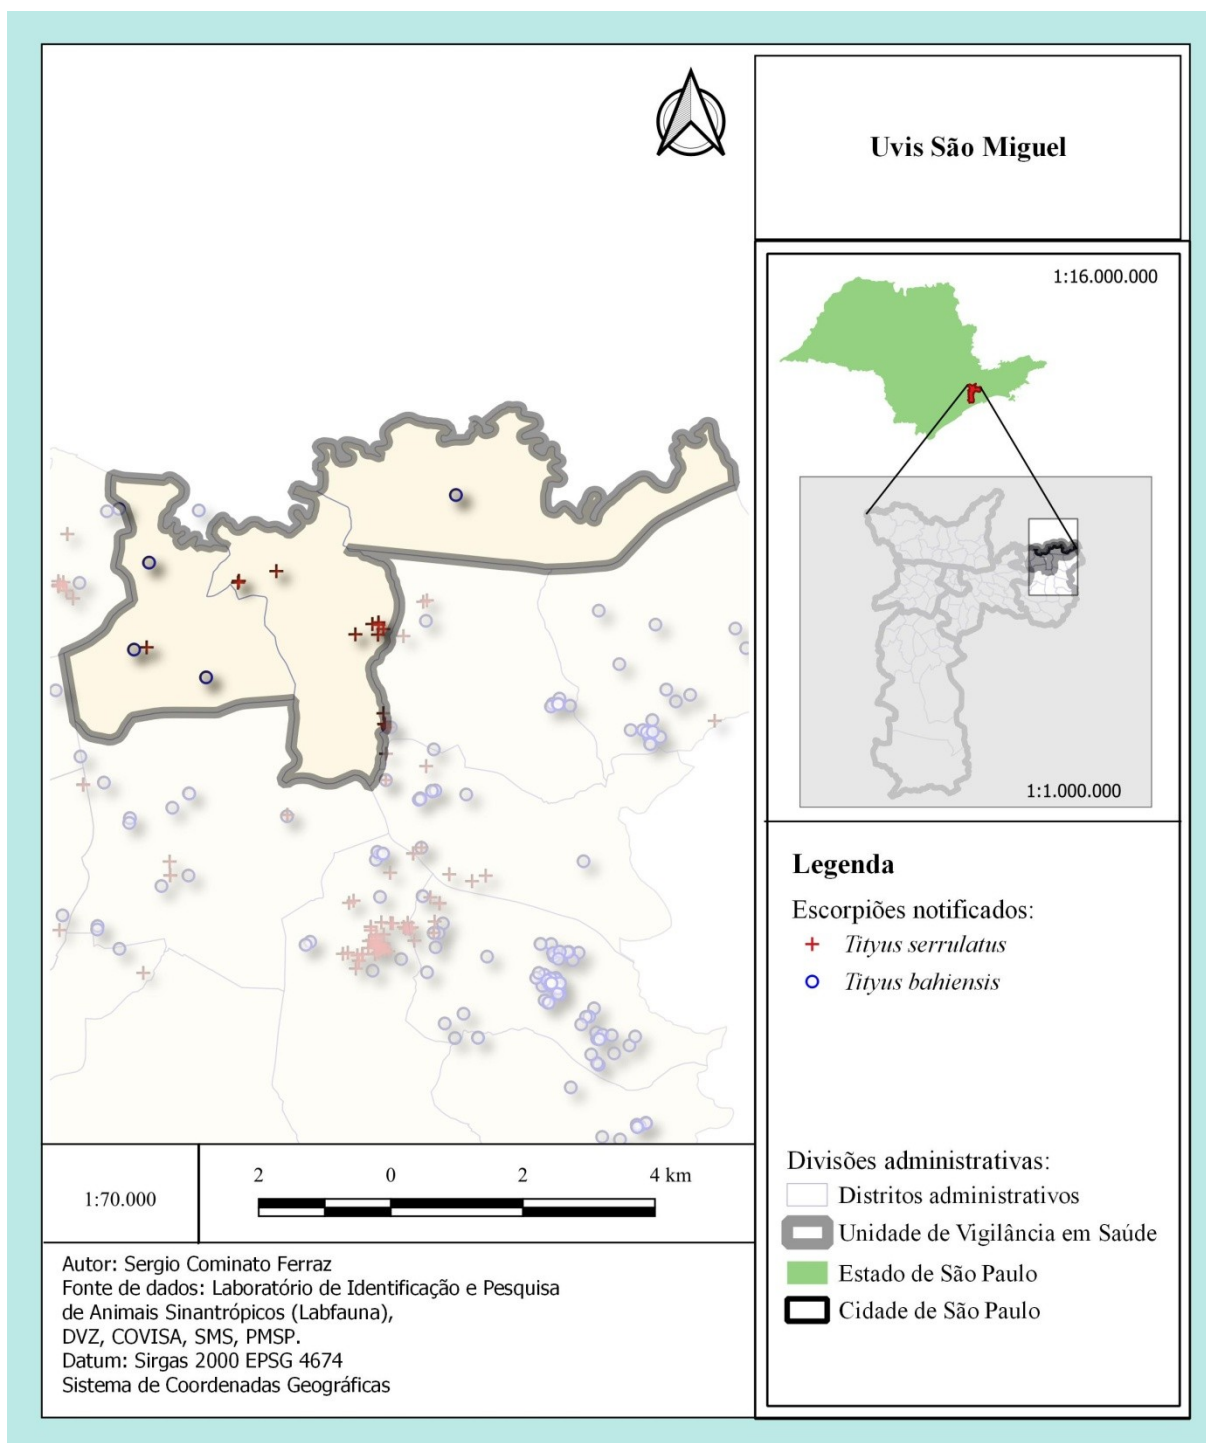 Uvis São Miguel
1:16.000.000
1:1.000.000
Legenda
Escorpiões notificados:
Tityus serrulatus
Tityus bahiensis
Divisões administrativas:
Distritos administrativos
Unidade de Vigilância em Saúde
Estado de São Paulo
Cidade de São Paulo
1:70.000
2 0 2 4 km
Autor: Sergio Cominato Ferraz
Fonte de dados: Laboratório de Identificação e Pesquisa
de Animais Sinantrópicos (Labfauna),
DVZ, COVISA, SMS, PMSP.
Datum: Sirgas 2000 EPSG 4674
Sistema de Coordenadas Geográficas